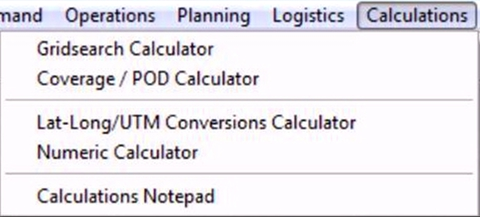 mand Operations Planning Logistics Calculations
Gridsearch Calculator
Coverage / POD Calculator
Lat-Long/UTM Conversions Calculator
Numeric Calculator
Calculations Notepad